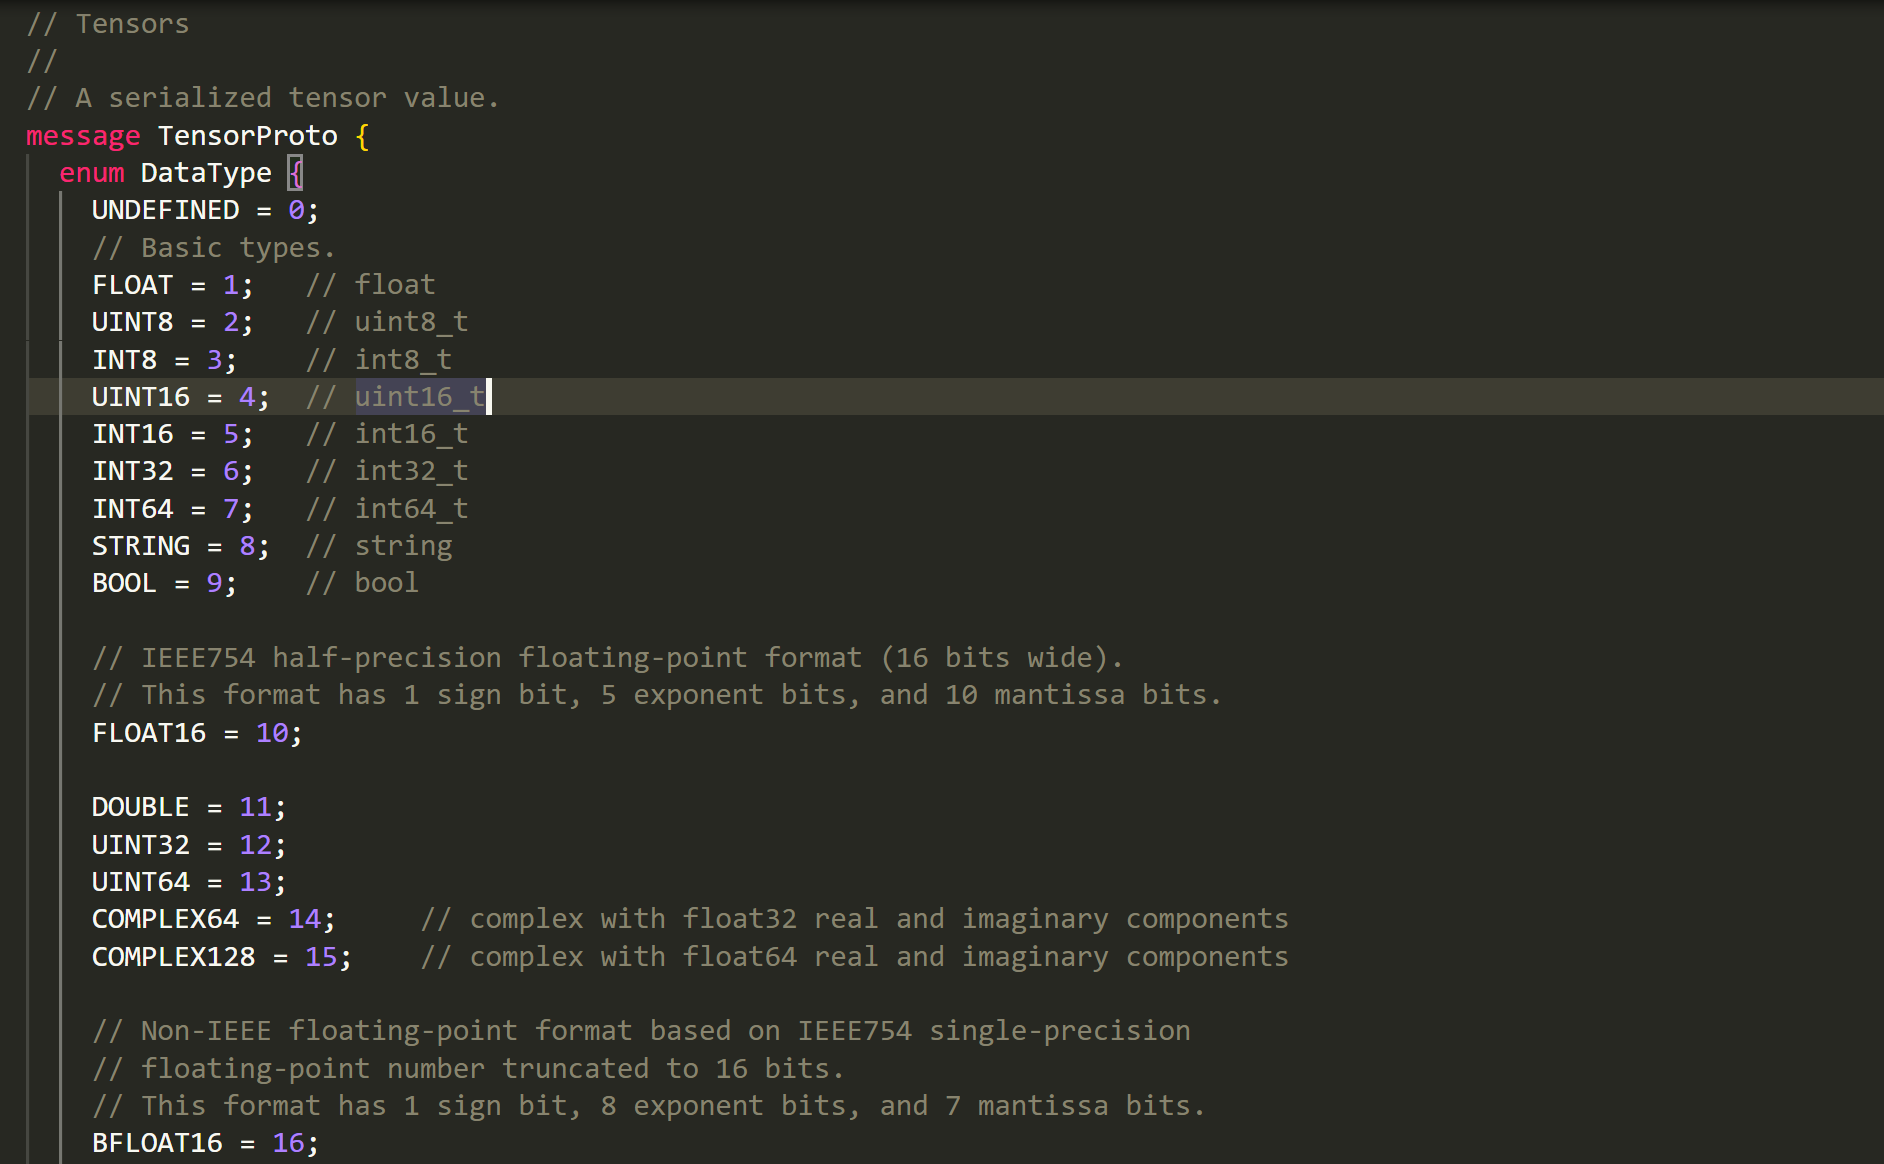 // Tensors
//
// A serialized tensor value.
message TensorProto {
enum DataType {
UNDEFINED = 0;
// Basic types.
FLOAT = 1;   // float
UINT8 = 2;   // uint8_t
INT8 = 3;    // int8_t
UINT16 = 4;  // uint16_t
INT16 = 5;   // int16_t
INT32 = 6;   // int32_t
INT64 = 7;   // int64_t
STRING = 8;  // string
BOOL = 9;    // bool
// IEEE754 half-precision floating-point format (16 bits wide).
// This format has 1 sign bit, 5 exponent bits, and 10 mantissa bits.
FLOAT16 = 10;
DOUBLE = 11;
UINT32 = 12;
UINT64 = 13;
COMPLEX64 = 14;     // complex with float32 real and imaginary components
COMPLEX128 = 15;    // complex with float64 real and imaginary components
// Non-IEEE floating-point format based on IEEE754 single-precision
// floating-point number truncated to 16 bits.
// This format has 1 sign bit, 8 exponent bits, and 7 mantissa bits.
BFLOAT16 = 16;